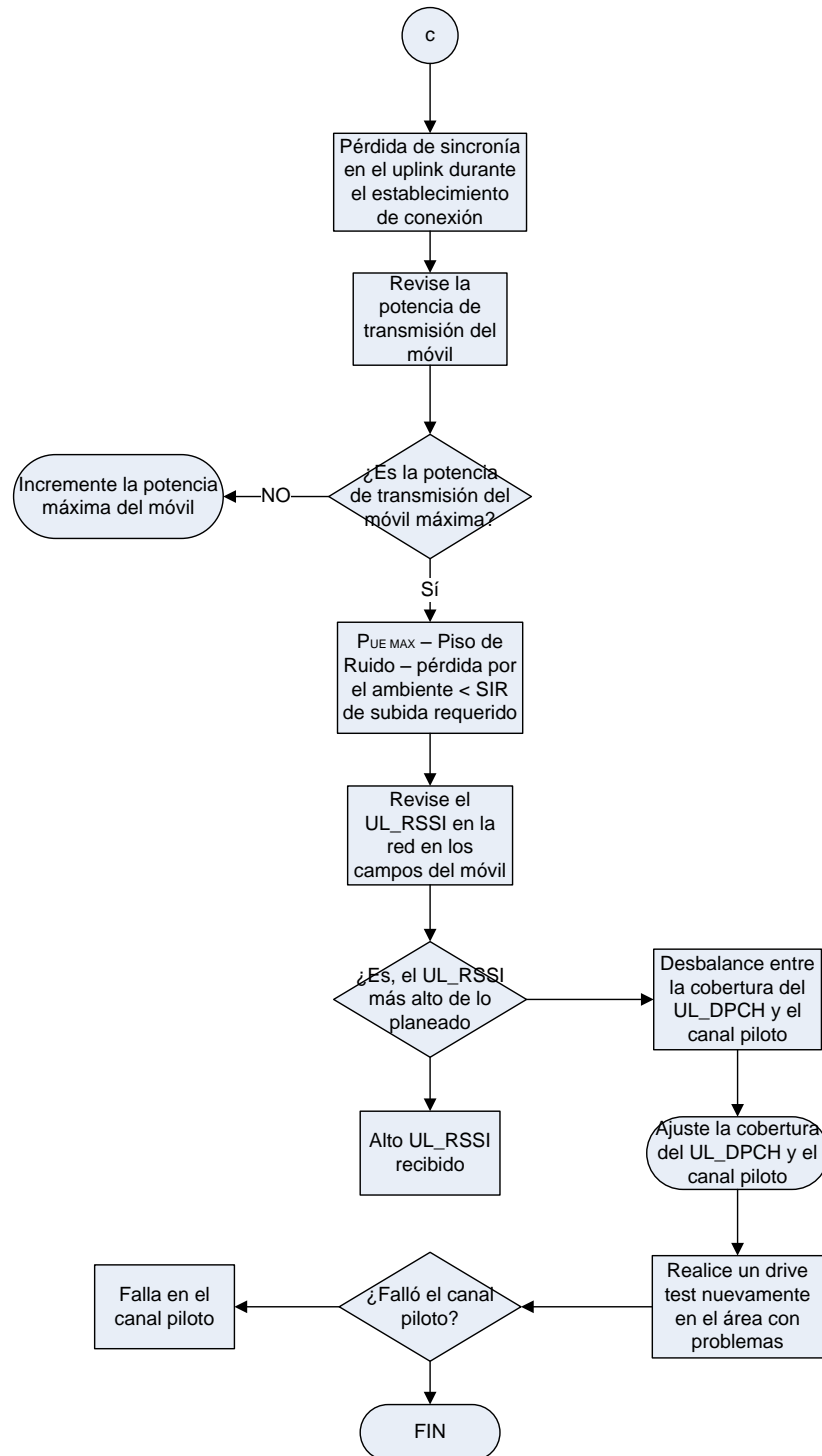 c
Pérdida de sincronía
en el uplink durante
el establecimiento
de conexión
Revise la
potencia de
transmisión del
móvil
¿Es la potencia
de transmisión del
móvil máxima?
NO
Incremente la potencia
máxima del móvil
Sí
PUE MAX – Piso de
Ruido – pérdida por
el ambiente < SIR
de subida requerido
Revise el
UL_RSSI en la
red en los
campos del móvil
¿Es, el UL_RSSI
más alto de lo
planeado
Desbalance entre
la cobertura del
UL_DPCH y el
canal piloto
Alto UL_RSSI
recibido
Ajuste la cobertura
del UL_DPCH y el
canal piloto
Realice un drive
test nuevamente
en el área con
problemas
¿Falló el canal
piloto?
Falla en el
canal piloto
FIN